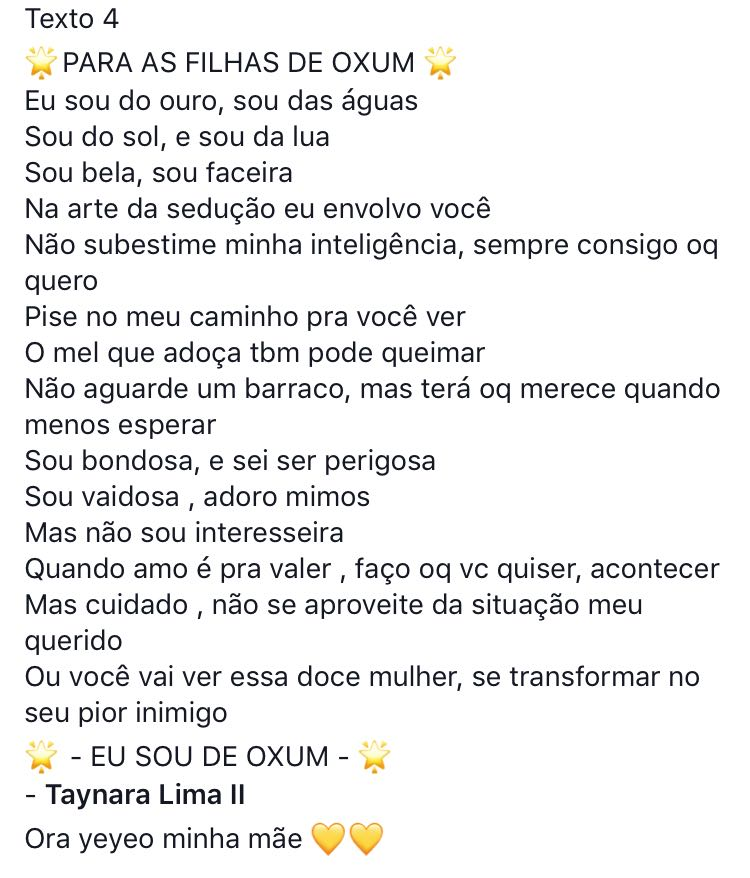 Texto 4
🌟PARA AS FILHAS DE OXUM 🌟
Eu sou do ouro, sou das águas
Sou do sol, e sou da lua
Sou bela, sou faceira
Na arte da sedução eu envolvo você
Não subestime minha inteligência, sempre consigo oq
quero
Pise no meu caminho pra você ver
O mel que adoça tbm pode queimar
Não aguarde um barraco, mas terá oq merece quando
menos esperar
Sou bondosa, e sei ser perigosa
Sou vaidosa , adoro mimos
Mas não sou interesseira
Quando amo é pra valer , faço oq vc quiser, acontecer
Mas cuidado , não se aproveite da situação meu
querido
Ou você vai ver essa doce mulher, se transformar no
seu pior inimigo
🌟 - EU SOU DE OXUM - 🌟
- Taynara Lima II
Ora yeyeo minha mãe 💛💛